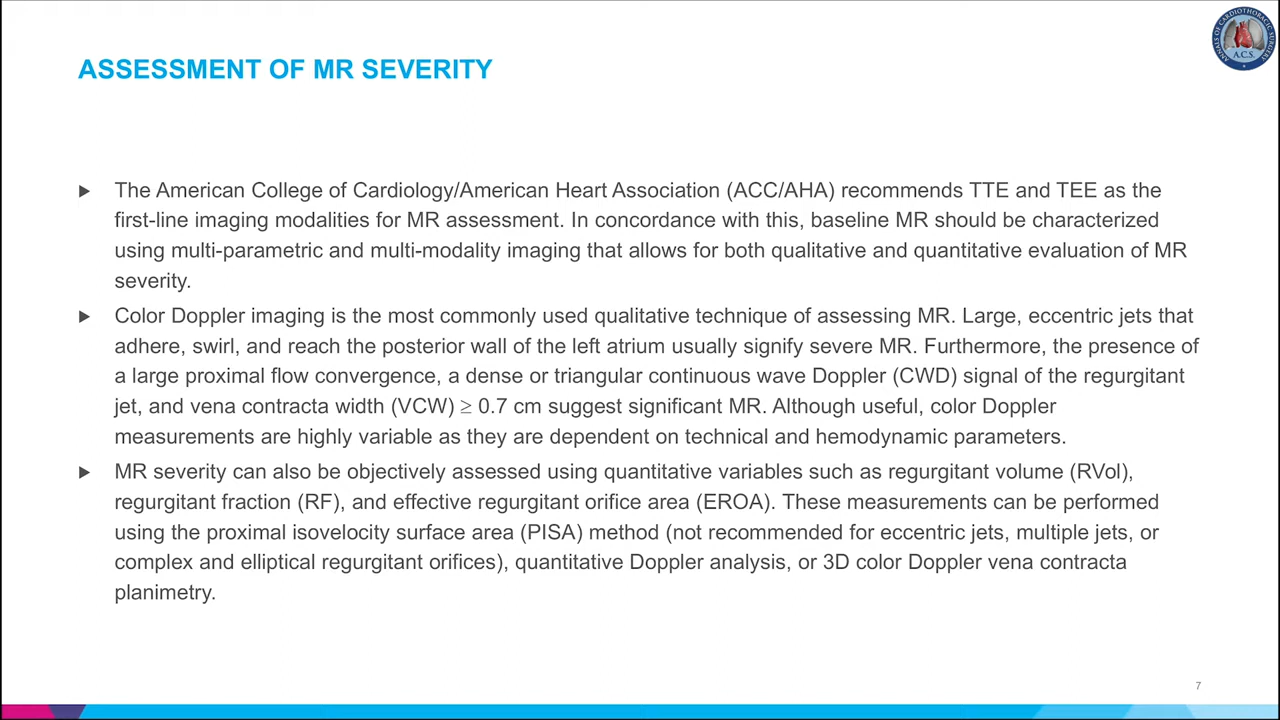 ASSESSMENT OF MR SEVERITY
ANNALS OF CARDIOTHORACIC SURGERY
A.C.S
The American College of Cardiology/American Heart Association (ACC/AHA) recommends TTE and TEE as the
first-line imaging modalities for MR assessment. In concordance with this, baseline MR should be characterized
using multi-parametric and multi-modality imaging that allows for both qualitative and quantitative evaluation of MR
severity.
Color Doppler imaging is the most commonly used qualitative technique of assessing MR. Large, eccentric jets that
adhere, swirl, and reach the posterior wall of the left atrium usually signify severe MR. Furthermore, the presence of
a large proximal flow convergence, a dense or triangular continuous wave Doppler (CWD) signal of the regurgitant
jet, and vena contracta width (VCW) ≥ 0.7 cm suggest significant MR. Although useful, color Doppler
measurements are highly variable as they are dependent on technical and hemodynamic parameters.
MR severity can also be objectively assessed using quantitative variables such as regurgitant volume (RVol),
regurgitant fraction (RF), and effective regurgitant orifice area (EROA). These measurements can be performed
using the proximal isovelocity surface area (PISA) method (not recommended for eccentric jets, multiple jets, or
complex and elliptical regurgitant orifices), quantitative Doppler analysis, or 3D color Doppler vena contracta
planimetry.
7